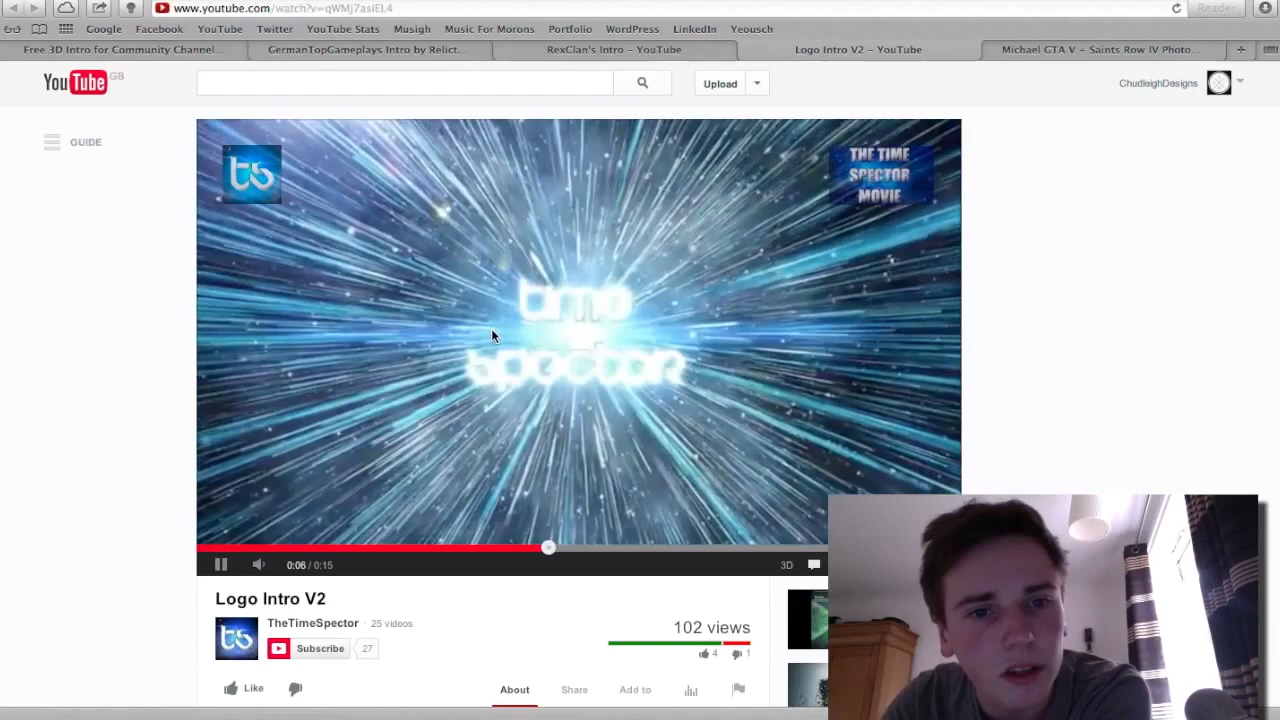 www.youtube.com/watch?v=qWMj7asiEL4
Reader
Google Facebook YouTube Twitter YouTube Stats Musigh Music For Morons Portfolio WordPress LinkedIn Yeousch
Free 3D Intro for Community Channel... GermanTopGameplays Intro by Relict... RexClan's Intro – YouTube Logo Intro V2 – YouTube Michael GTA V ÷ Saints Row IV Photo... +
YouTube GB
Upload
ChudleighDesigns
GUIDE
ts
THE TIME
SPECTOR
MOVIE
time
spector
0:06 / 0:15
3D
Logo Intro V2
ts
TheTimeSpector · 25 videos
Subscribe 27
102 views
4 1
Like
About Share Add to